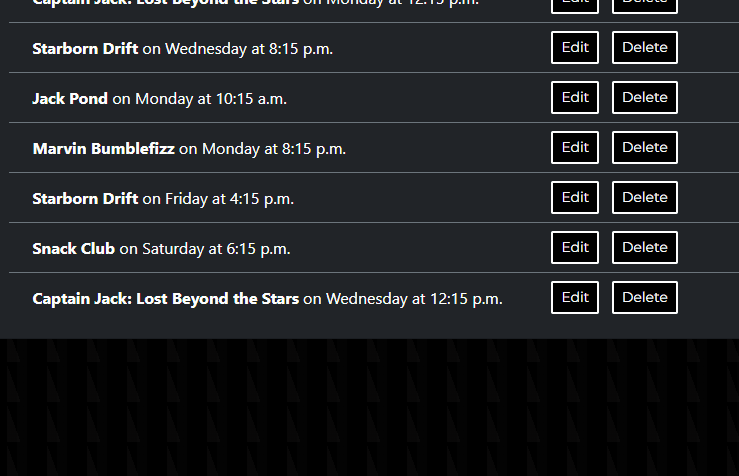 Captain Jack: Lost Beyond the Stars on Monday at 12:15 p.m. Edit Delete
Starborn Drift on Wednesday at 8:15 p.m. Edit Delete
Jack Pond on Monday at 10:15 a.m. Edit Delete
Marvin Bumblefizz on Monday at 8:15 p.m. Edit Delete
Starborn Drift on Friday at 4:15 p.m. Edit Delete
Snack Club on Saturday at 6:15 p.m. Edit Delete
Captain Jack: Lost Beyond the Stars on Wednesday at 12:15 p.m. Edit Delete